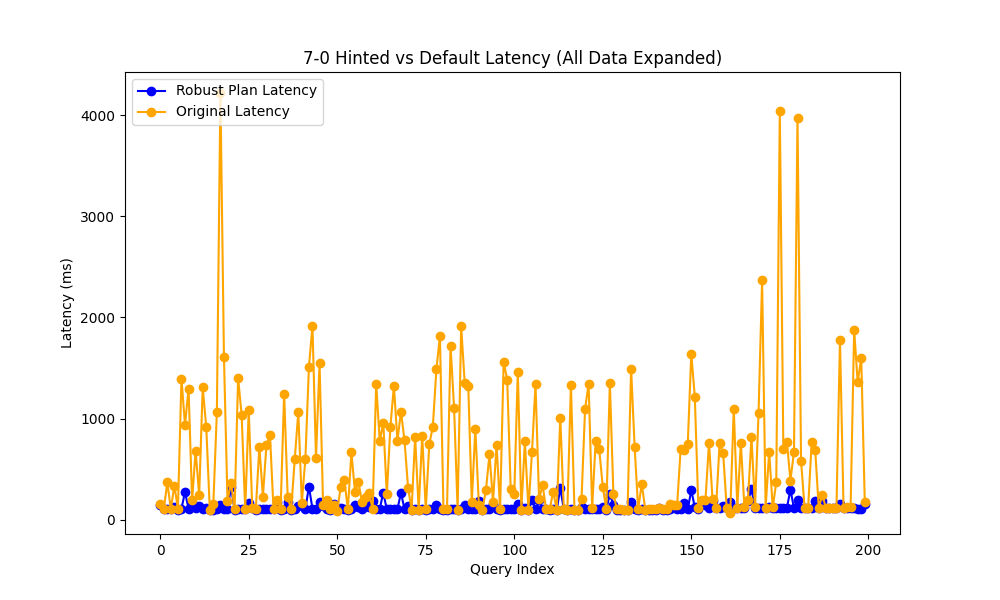 7-0 Hinted vs Default Latency (All Data Expanded)
Robust Plan Latency
Original Latency
Latency (ms)
4000
3000
2000
1000
0
0 25 50 75 100 125 150 175 200
Query Index